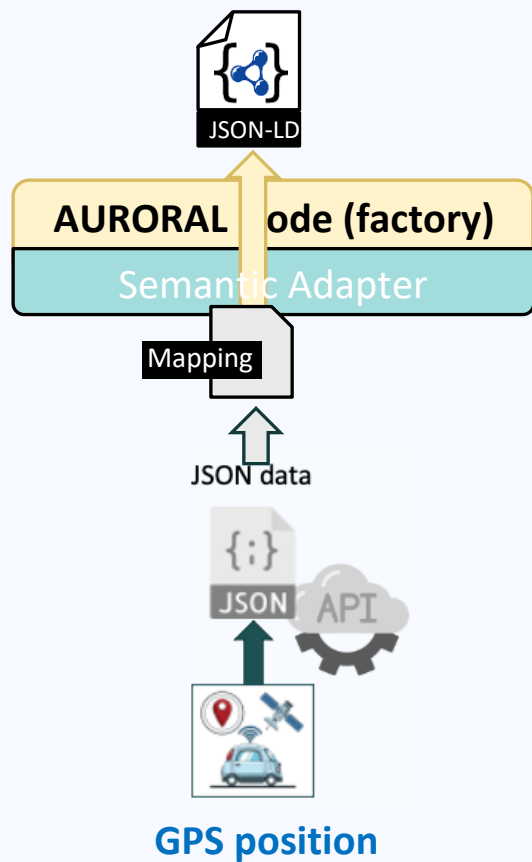 { }
JSON-LD
AURORAL ode (factory)
Semantic Adapter
Mapping
JSON data
{;}
JSON
API
GPS position